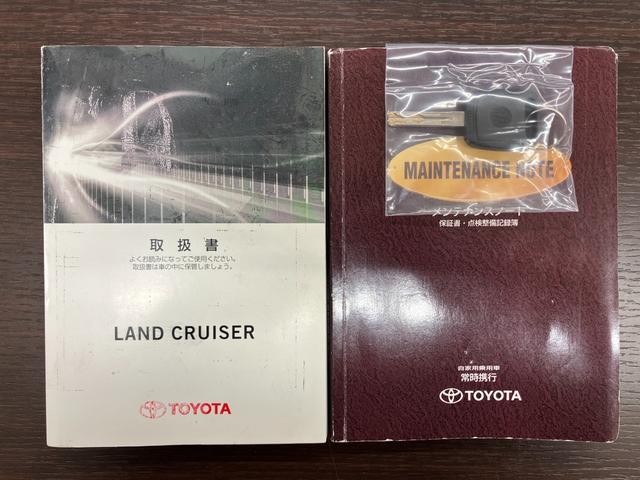 取扱書
よくお読みになってご使用ください。
取扱書は車の中に保管しましょう。
LAND CRUISER
TOYOTA
MAINTENANCE NOTE
メンテナンスノート
保証書・点検整備記録簿
自家用乗用車
常時携行
TOYOTA